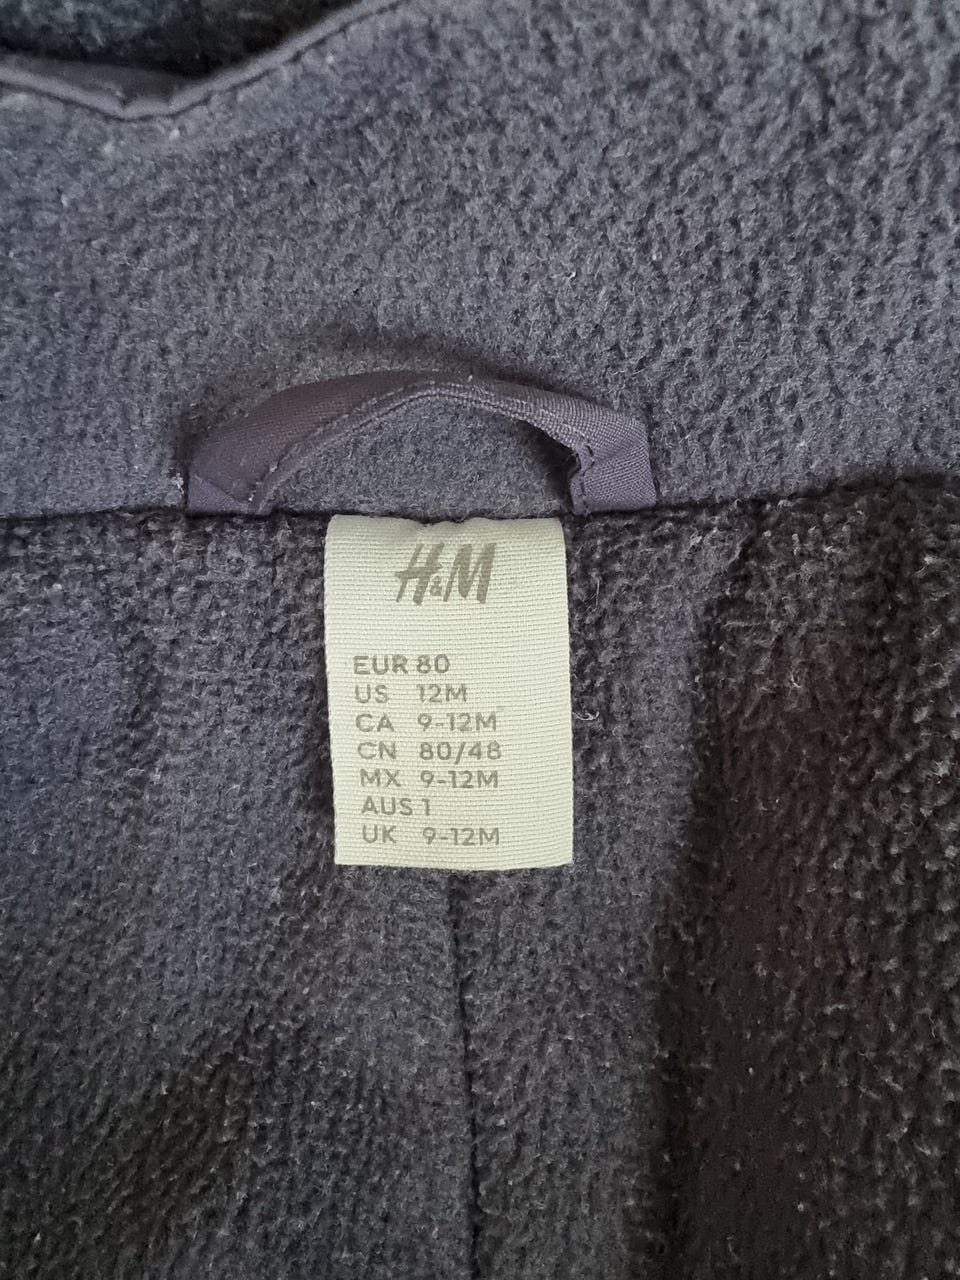 H&M
EUR 80
US 12M
CA 9-12M
CN 80/48
MX 9-12M
AUS 1
UK 9-12M